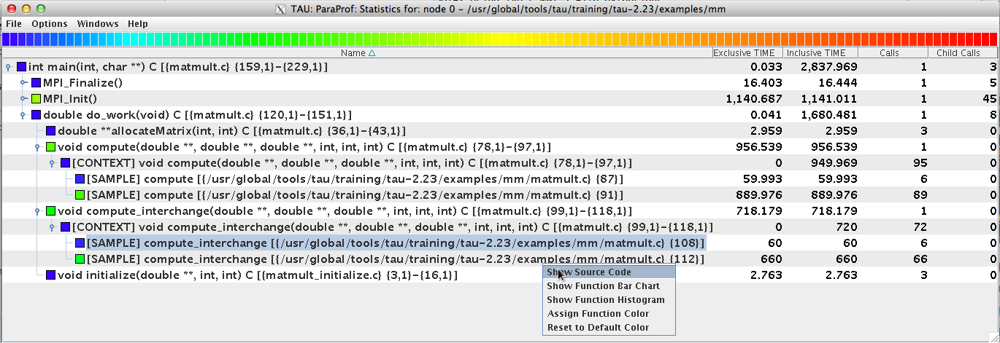 TAU: ParaProf: Statistics for: node 0 - /usr/global/tools/tau/training/tau-2.23/examples/mm
File Options Windows Help
Name △ Exclusive TIME Inclusive TIME Calls Child Calls
int main(int, char **) C [{matmult.c} {159,1}-{229,1}] 0.033 2,837.969 1 3
MPI_Finalize() 16.403 16.444 1 5
MPI_Init() 1,140.687 1,141.011 1 45
double do_work(void) C [{matmult.c} {120,1}-{151,1}] 0.041 1,680.481 1 8
double **allocateMatrix(int, int) C [{matmult.c} {36,1}-{43,1}] 2.959 2.959 3 0
void compute(double **, double **, double **, int, int, int) C [{matmult.c} {78,1}-{97,1}] 956.539 956.539 1 0
[CONTEXT] void compute(double **, double **, double **, int, int, int) C [{matmult.c} {78,1}-{97,1}] 0 949.969 95 0
[SAMPLE] compute [{/usr/global/tools/tau/training/tau-2.23/examples/mm/matmult.c} {87}] 59.993 59.993 6 0
[SAMPLE] compute [{/usr/global/tools/tau/training/tau-2.23/examples/mm/matmult.c} {91}] 889.976 889.976 89 0
void compute_interchange(double **, double **, double **, int, int, int) C [{matmult.c} {99,1}-{118,1}] 718.179 718.179 1 0
[CONTEXT] void compute_interchange(double **, double **, double **, int, int, int) C [{matmult.c} {99,1}-{118,1}] 0 720 72 0
[SAMPLE] compute_interchange [{/usr/global/tools/tau/training/tau-2.23/examples/mm/matmult.c} {108}] 60 60 6 0
[SAMPLE] compute_interchange [{/usr/global/tools/tau/training/tau-2.23/examples/mm/matmult.c} {112}] 660 660 66 0
void initialize(double **, int, int) C [{matmult_initialize.c} {3,1}-{16,1}] 2.763 2.763 3 0
Show Source Code
Show Function Bar Chart
Show Function Histogram
Assign Function Color
Reset to Default Color